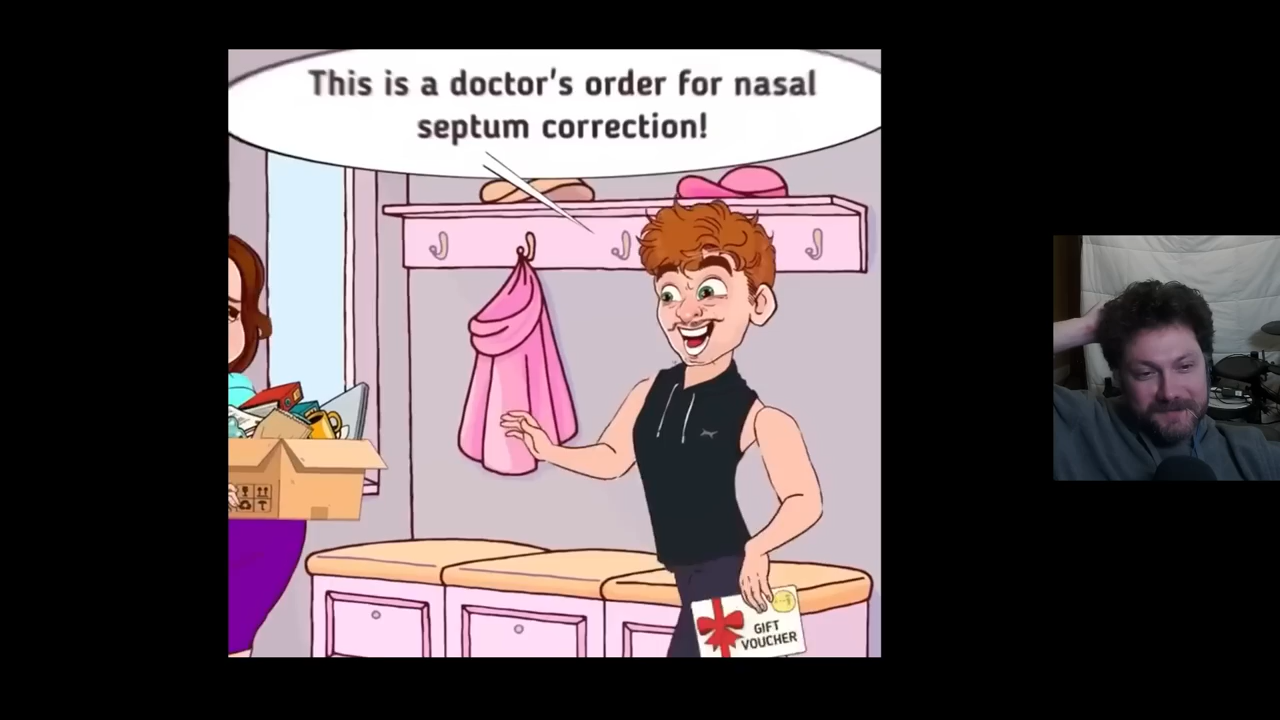 This is a doctor's order for nasal
septum correction!
GIFT
VOUCHER